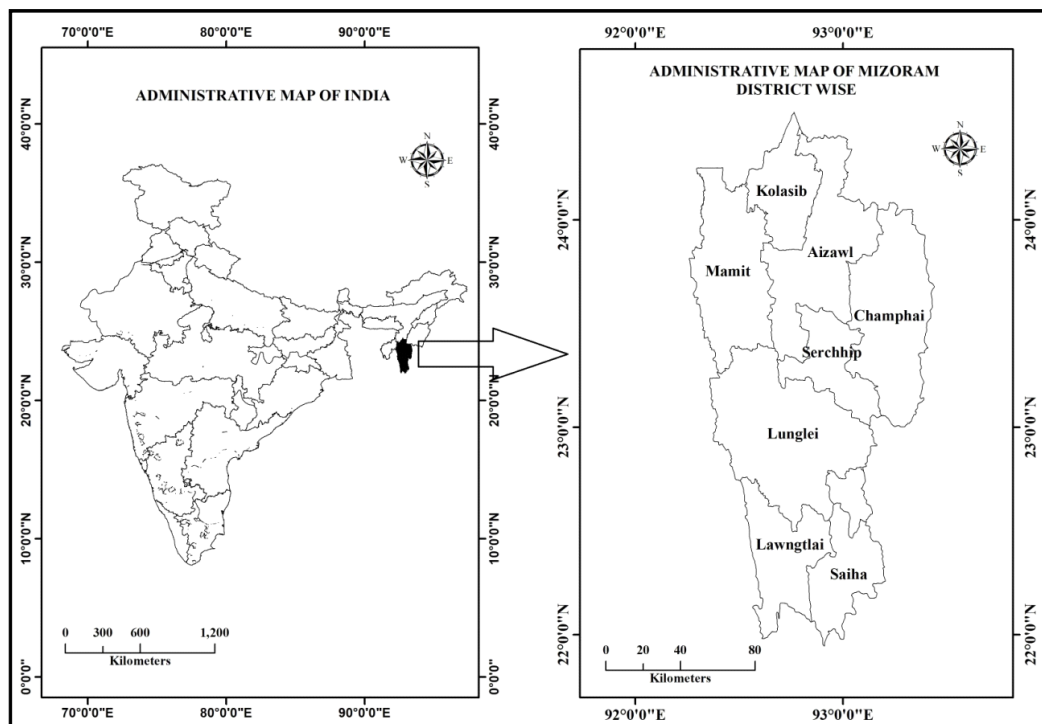 70°0'0"E 80°0'0"E 90°0'0"E
ADMINISTRATIVE MAP OF INDIA
N
W E
S
40°0'0"N
30°0'0"N
20°0'0"N
10°0'0"N
0°0'0"
40°0'0"N
30°0'0"N
20°0'0"N
10°0'0"N
0°0'0"
0 300 600 1,200
Kilometers
70°0'0"E 80°0'0"E 90°0'0"E
92°0'0"E 93°0'0"E
ADMINISTRATIVE MAP OF MIZORAM
DISTRICT WISE
N
W E
S
24°0'0"N
23°0'0"N
22°0'0"N
24°0'0"N
23°0'0"N
22°0'0"N
Kolasib
Aizawl
Mamit
Champhai
Serchhip
Lunglei
Lawngtlai
Saiha
0 20 40 80
Kilometers
92°0'0"E 93°0'0"E